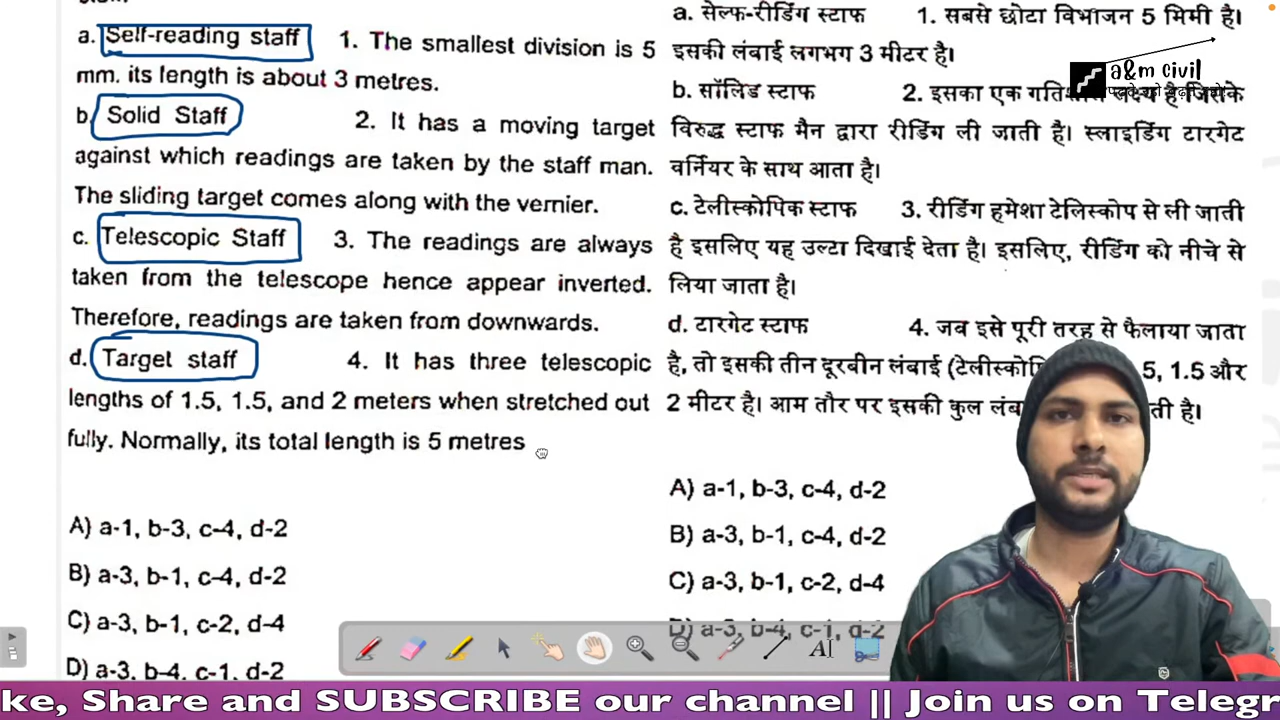 a. Self-reading staff 1. The smallest division is 5
mm. its length is about 3 metres.
b. Solid Staff 2. It has a moving target
against which readings are taken by the staff man.
The sliding target comes along with the vernier.
c. Telescopic Staff 3. The readings are always
taken from the telescope hence appear inverted.
Therefore, readings are taken from downwards.
d. Target staff 4. It has three telescopic
lengths of 1.5, 1.5, and 2 meters when stretched out
fully. Normally, its total length is 5 metres
A) a-1, b-3, c-4, d-2
B) a-3, b-1, c-4, d-2
C) a-3, b-1, c-2, d-4
D) a-3, b-4, c-1, d-2
a. सेल्फ-रीडिंग स्टाफ 1. सबसे छोटा विभाजन 5 मिमी है।
इसकी लंबाई लगभग 3 मीटर है।
b. सॉलिड स्टाफ 2. इसका एक है जिसके
विरुद्ध स्टाफ मैन द्वारा रीडिंग ली जाती है। स्लाइडिंग टारगेट
वर्नियर के साथ आता है।
c. टेलीस्कोपिक स्टाफ 3. रीडिंग हमेशा टेलिस्कोप से ली जाती
है इसलिए यह उल्टा दिखाई देता है। इसलिए, रीडिंग को नीचे से
लिया जाता है।
d. टारगेट स्टाफ 4. जब इसे पूरी तरह से फैलाया जाता
है, तो इसकी तीन दूरबीन लंबाई 5, 1.5 और
2 मीटर है। आम तौर पर इसकी कुल है।
A) a-1, b-3, c-4, d-2
B) a-3, b-1, c-4, d-2
C) a-3, b-1, c-2, d-4
D) a-3, b-4, c-1, d-2
a&m civil
AI
ke, Share and SUBSCRIBE our channel || Join us on Telegr